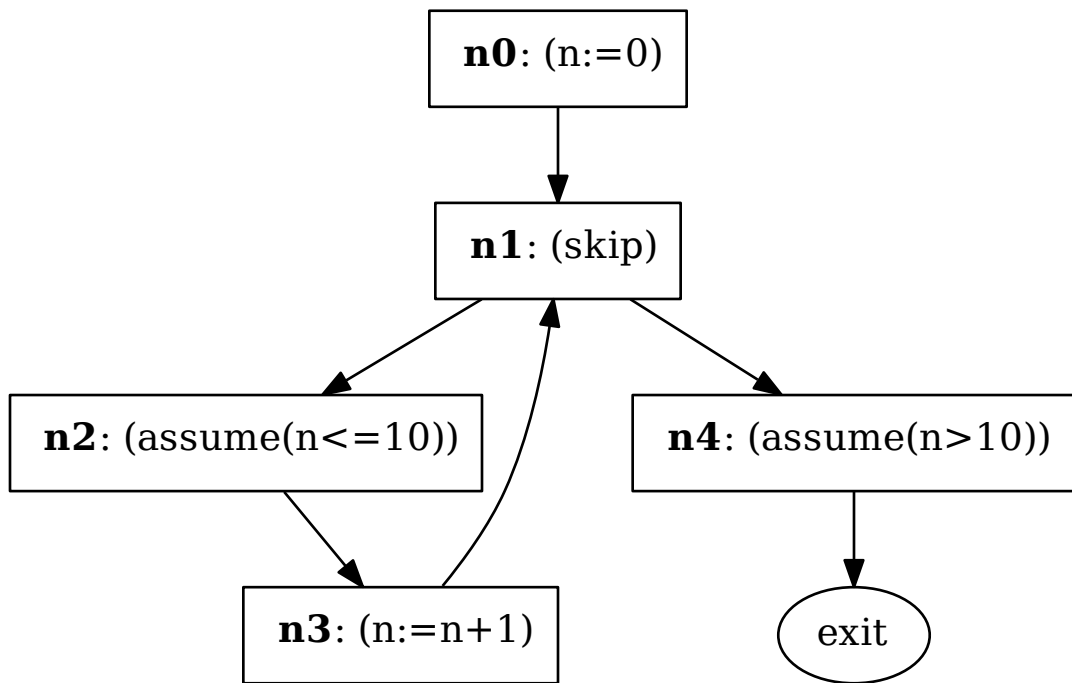 n0: (n:=0)
n1: (skip)
n2: (assume(n<=10))
n4: (assume(n>10))
n3: (n:=n+1)
exit